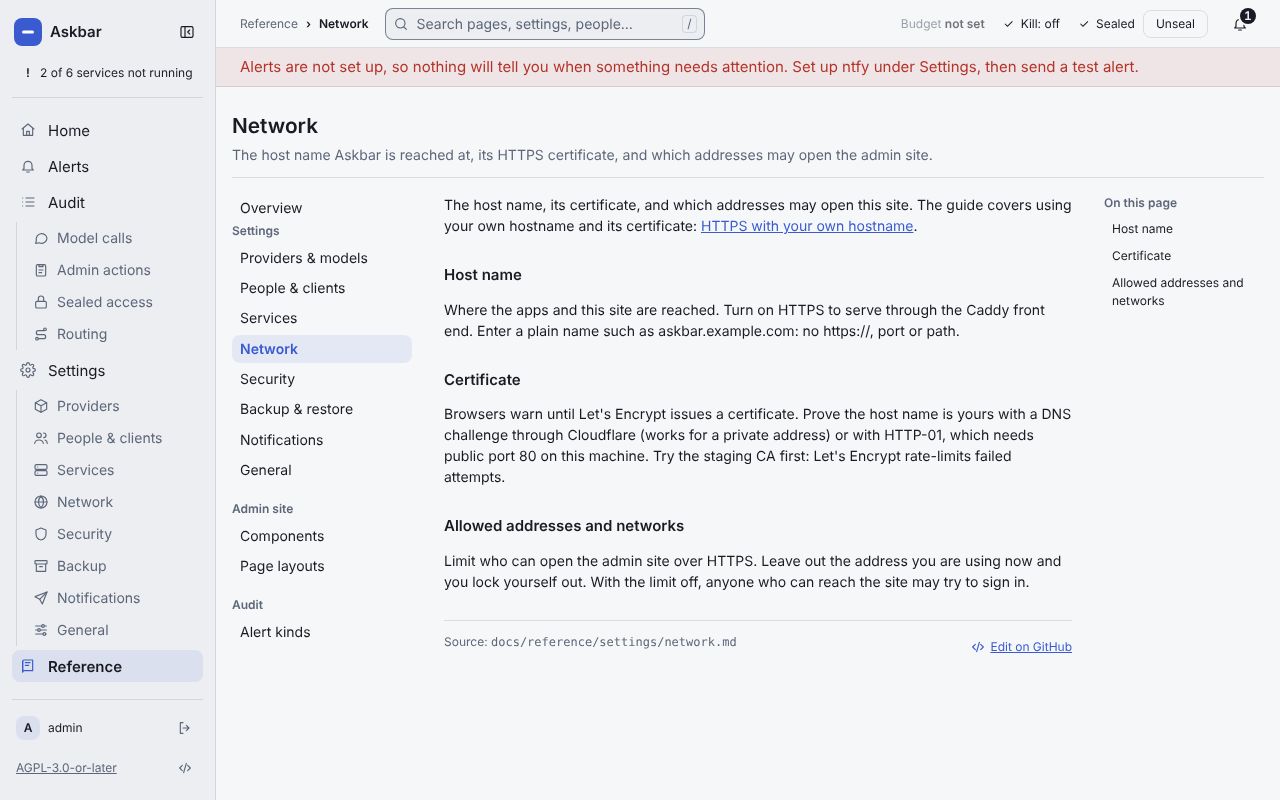 Askbar
! 2 of 6 services not running
Home
Alerts
Audit
Model calls
Admin actions
Sealed access
Routing
Settings
Providers
People & clients
Services
Network
Security
Backup
Notifications
General
Reference
A admin
AGPL-3.0-or-later
Reference › Network
Search pages, settings, people... /
Budget not set
Kill: off
Sealed
Unseal
1
Alerts are not set up, so nothing will tell you when something needs attention. Set up ntfy under Settings, then send a test alert.
Network
The host name Askbar is reached at, its HTTPS certificate, and which addresses may open the admin site.
Overview
Settings
Providers & models
People & clients
Services
Network
Security
Backup & restore
Notifications
General
Admin site
Components
Page layouts
Audit
Alert kinds
The host name, its certificate, and which addresses may open this site. The guide covers using
your own hostname and its certificate: HTTPS with your own hostname.
Host name
Where the apps and this site are reached. Turn on HTTPS to serve through the Caddy front
end. Enter a plain name such as askbar.example.com: no https://, port or path.
Certificate
Browsers warn until Let's Encrypt issues a certificate. Prove the host name is yours with a DNS
challenge through Cloudflare (works for a private address) or with HTTP-01, which needs
public port 80 on this machine. Try the staging CA first: Let's Encrypt rate-limits failed
attempts.
Allowed addresses and networks
Limit who can open the admin site over HTTPS. Leave out the address you are using now and
you lock yourself out. With the limit off, anyone who can reach the site may try to sign in.
Source: docs/reference/settings/network.md
Edit on GitHub
On this page
Host name
Certificate
Allowed addresses and
networks